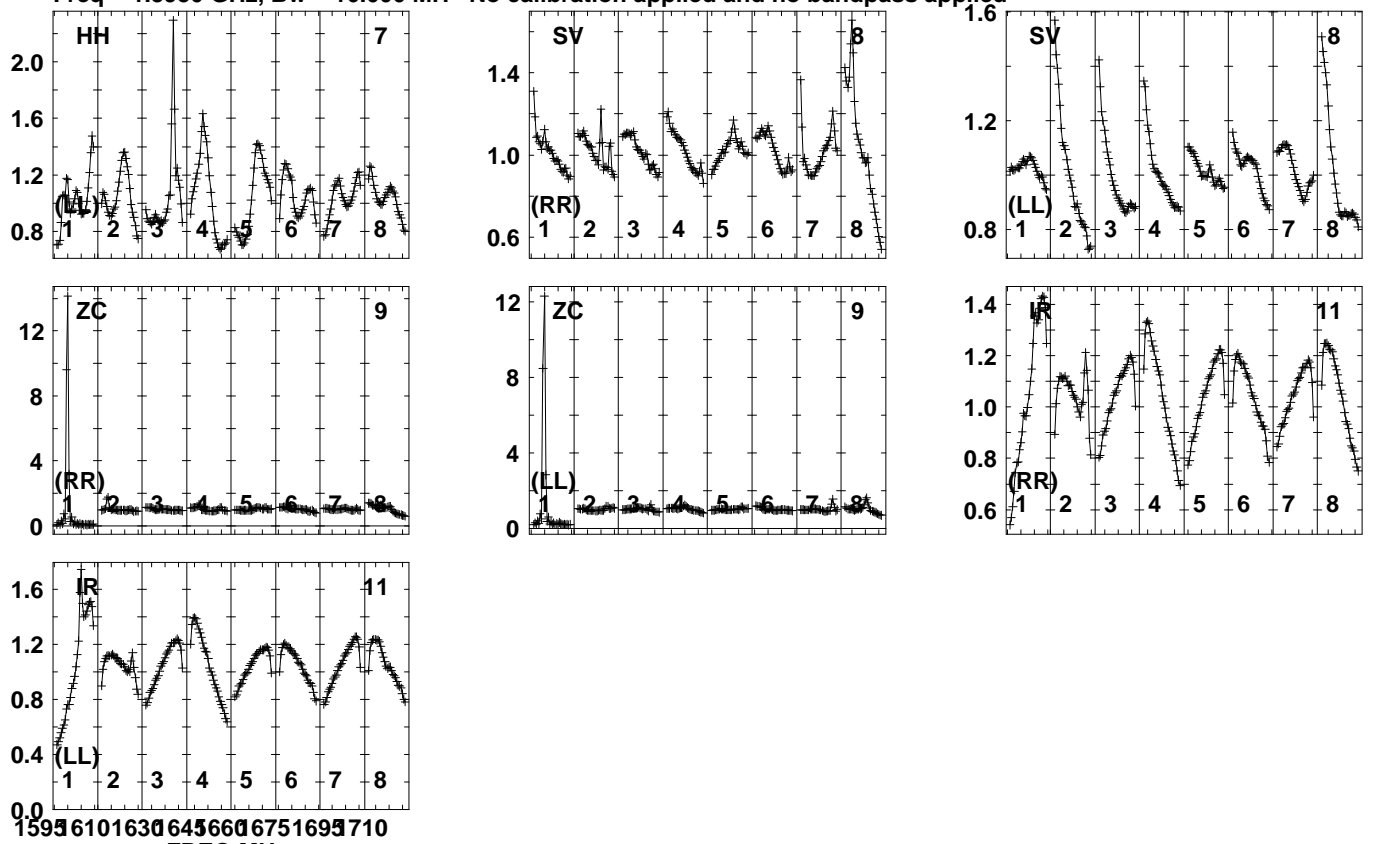 No calibration applied and no bandpass applied
HH 7
2.0
1.6
1.2
0.8
(LL)
1 2 3 4 5 6 7 8
SV 8
1.4
1.0
0.6
(RR)
1 2 3 4 5 6 7 8
SV 8
1.6
1.2
0.8
(LL)
1 2 3 4 5 6 7 8
ZC 9
12
8
4
0
(RR)
1 2 3 4 5 6 7 8
ZC 9
12
8
4
0
(LL)
1 2 3 4 5 6 7 8
IR 11
1.4
1.2
1.0
0.8
0.6
(RR)
1 2 3 4 5 6 7 8
IR 11
1.6
1.2
0.8
0.4
0.0
(LL)
1 2 3 4 5 6 7 8
1595 1610 1630 1645 1660 1675 1695 1710